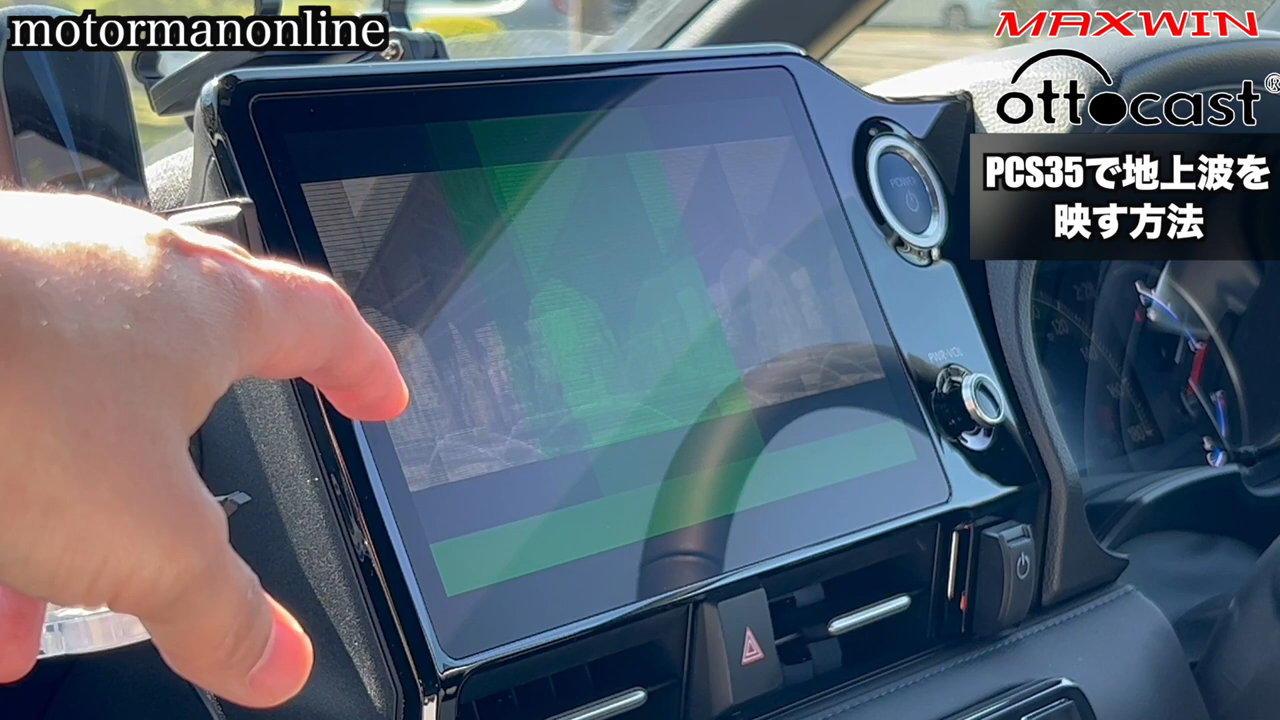 motormanonline
MAXWIN
ottocast®
PCS35で地上波を
映す方法
POWER
PWR·VOL